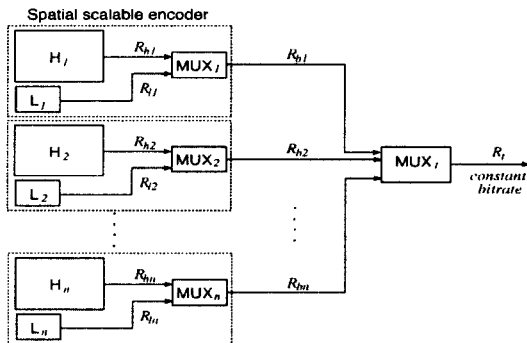 Spatial scalable encoder
H1
Rh1
MUX1
Rb1
L1
Rl1
H2
Rh2
MUX2
Rb2
L2
Rl2
MUXt
Rt
constant
bitrate
Hn
Rhn
MUXn
Rbn
Ln
Rln